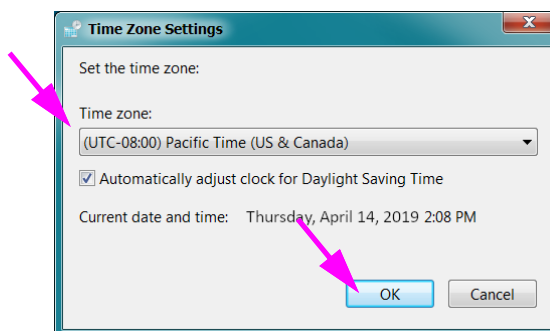 Time Zone Settings
Set the time zone:
Time zone:
(UTC-08:00) Pacific Time (US & Canada)
Automatically adjust clock for Daylight Saving Time
Current date and time: Thursday, April 14, 2019 2:08 PM
OK Cancel